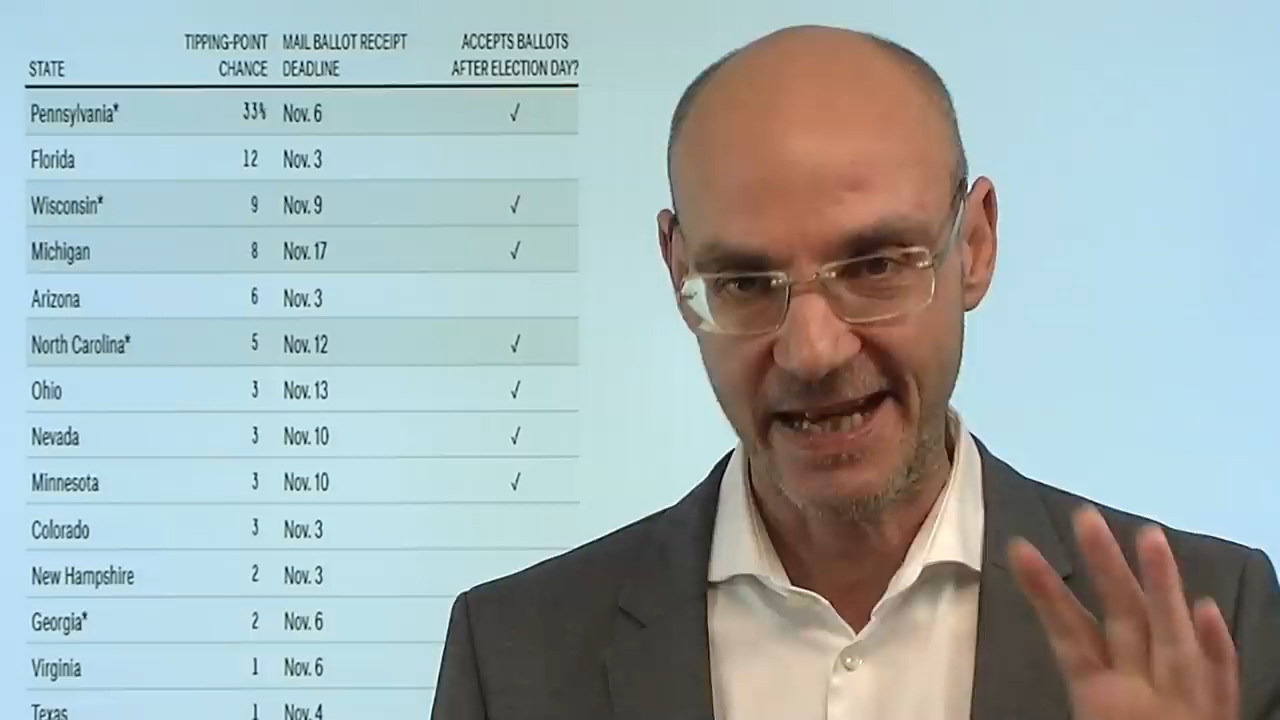 TIPPING-POINT MAIL BALLOT RECEIPT ACCEPTS BALLOTS
STATE CHANCE DEADLINE AFTER ELECTION DAY?
Pennsylvania* 33% Nov. 6 ✓
Florida 12 Nov. 3
Wisconsin* 9 Nov. 9 ✓
Michigan 8 Nov. 17 ✓
Arizona 6 Nov. 3
North Carolina* 5 Nov. 12 ✓
Ohio 3 Nov. 13 ✓
Nevada 3 Nov. 10 ✓
Minnesota 3 Nov. 10 ✓
Colorado 3 Nov. 3
New Hampshire 2 Nov. 3
Georgia* 2 Nov. 6
Virginia 1 Nov. 6
Texas 1 Nov. 4